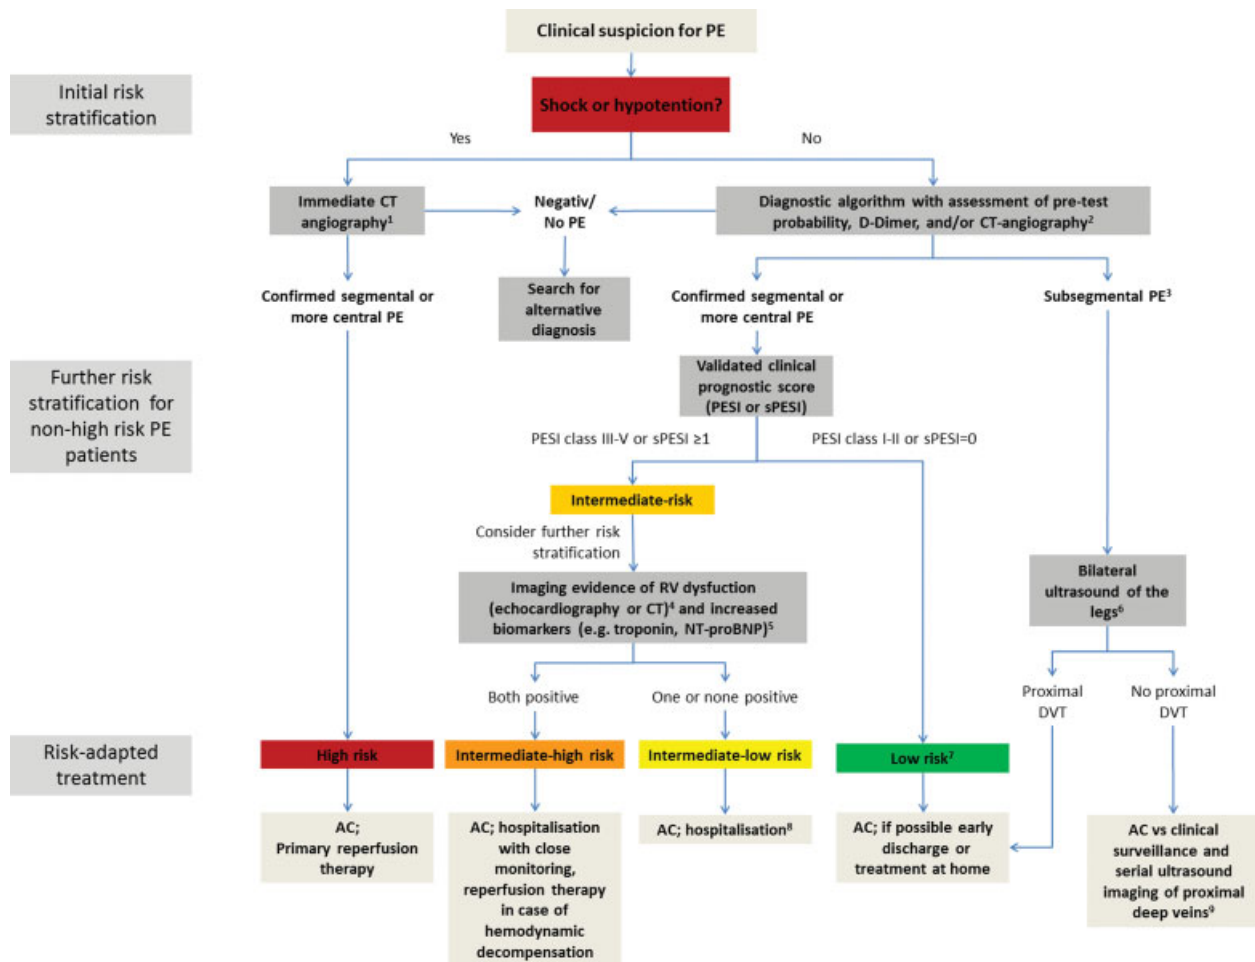 Clinical suspicion for PE
Initial risk
stratification
Shock or hypotention?
Yes
No
Immediate CT
angiography1
Negativ/
No PE
Diagnostic algorithm with assessment of pre-test
probability, D-Dimer, and/or CT-angiography2
Confirmed segmental or
more central PE
Search for
alternative
diagnosis
Confirmed segmental or
more central PE
Subsegmental PE3
Further risk
stratification for
non-high risk PE
patients
Validated clinical
prognostic score
(PESI or sPESI)
PESI class III-V or sPESI ≥1
PESI class I-II or sPESI=0
Intermediate-risk
Consider further risk
stratification
Imaging evidence of RV dysfuction
(echocardiography or CT)4 and increased
biomarkers (e.g. troponin, NT-proBNP)5
Bilateral
ultrasound of the
legs6
Both positive
One or none positive
Proximal
DVT
No proximal
DVT
Risk-adapted
treatment
High risk
Intermediate-high risk
Intermediate-low risk
Low risk7
AC;
Primary reperfusion
therapy
AC; hospitalisation
with close
monitoring,
reperfusion therapy
in case of
hemodynamic
decompensation
AC; hospitalisation8
AC; if possible early
discharge or
treatment at home
AC vs clinical
surveillance and
serial ultrasound
imaging of proximal
deep veins9